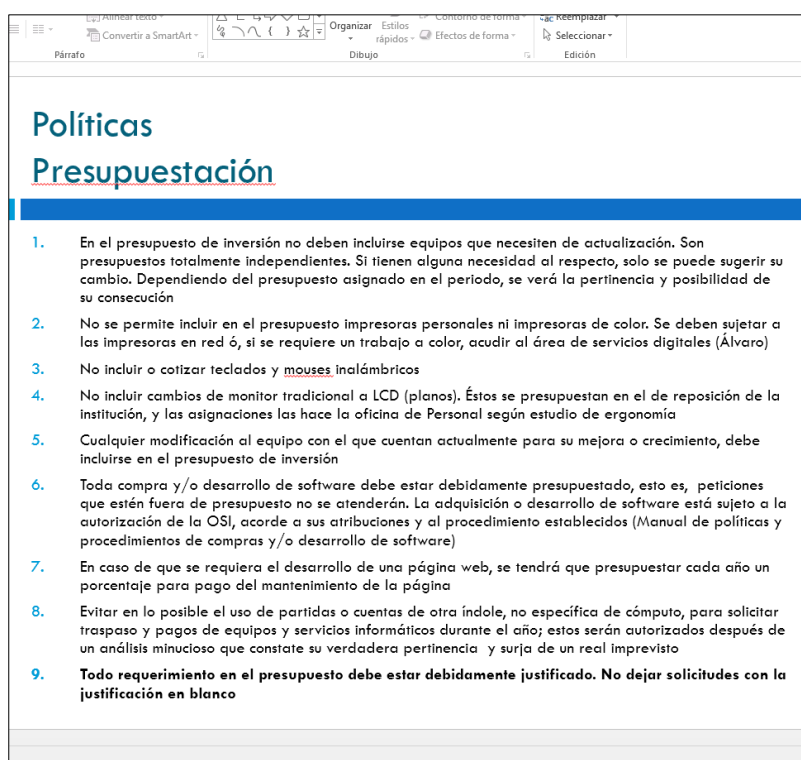 Alinear texto
Organizar Estilos Contorno de forma Reemplazar
Convertir a SmartArt rápidos Efectos de forma Seleccionar
Párrafo Dibujo Edición
Políticas
Presupuestación
1. En el presupuesto de inversión no deben incluirse equipos que necesiten de actualización. Son
presupuestos totalmente independientes. Si tienen alguna necesidad al respecto, solo se puede sugerir su
cambio. Dependiendo del presupuesto asignado en el periodo, se verá la pertinencia y posibilidad de
su consecución
2. No se permite incluir en el presupuesto impresoras personales ni impresoras de color. Se deben sujetar a
las impresoras en red ó, si se requiere un trabajo a color, acudir al área de servicios digitales (Álvaro)
3. No incluir o cotizar teclados y mouses inalámbricos
4. No incluir cambios de monitor tradicional a LCD (planos). Éstos se presupuestan en el de reposición de la
institución, y las asignaciones las hace la oficina de Personal según estudio de ergonomía
5. Cualquier modificación al equipo con el que cuentan actualmente para su mejora o crecimiento, debe
incluirse en el presupuesto de inversión
6. Toda compra y/o desarrollo de software debe estar debidamente presupuestado, esto es, peticiones
que estén fuera de presupuesto no se atenderán. La adquisición o desarrollo de software está sujeto a la
autorización de la OSI, acorde a sus atribuciones y al procedimiento establecidos (Manual de políticas y
procedimientos de compras y/o desarrollo de software)
7. En caso de que se requiera el desarrollo de una página web, se tendrá que presupuestar cada año un
porcentaje para pago del mantenimiento de la página
8. Evitar en lo posible el uso de partidas o cuentas de otra índole, no específica de cómputo, para solicitar
traspaso y pagos de equipos y servicios informáticos durante el año; estos serán autorizados después de
un análisis minucioso que constate su verdadera pertinencia y surja de un real imprevisto
9. Todo requerimiento en el presupuesto debe estar debidamente justificado. No dejar solicitudes con la
justificación en blanco